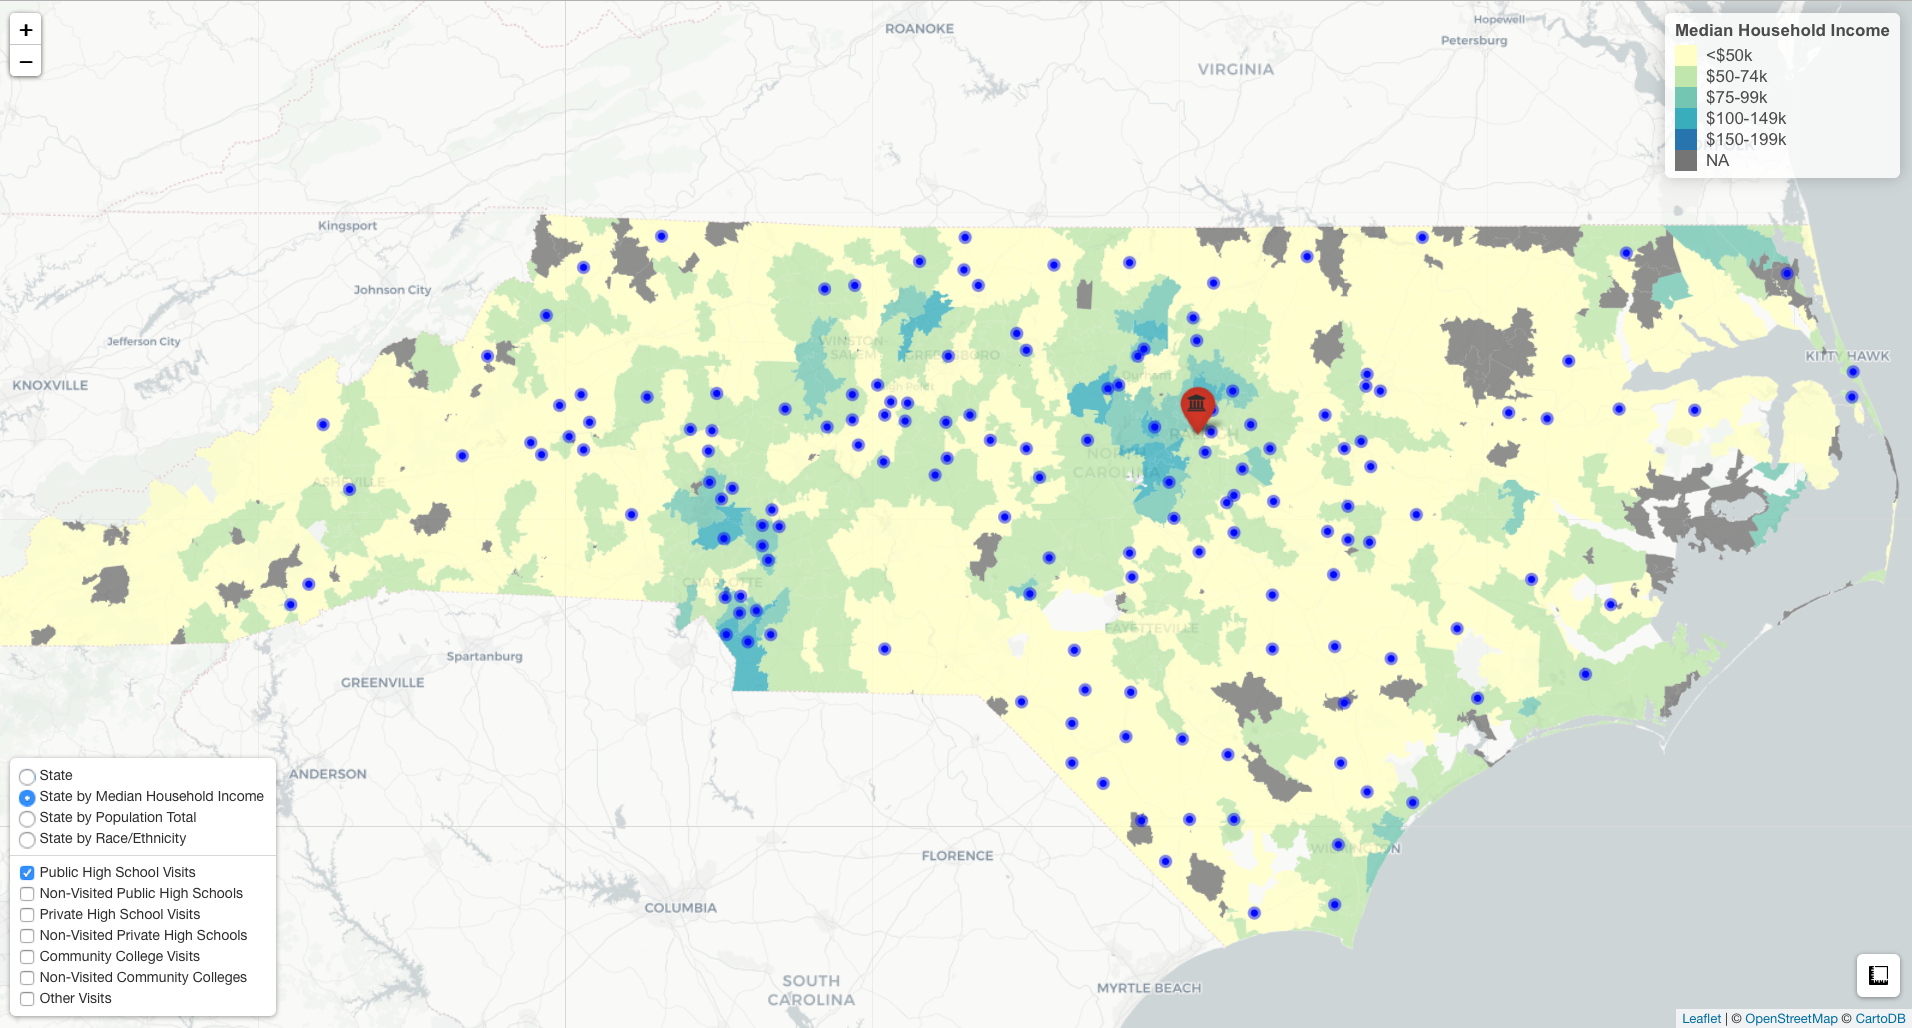 +
−
ROANOKE
Hopewell
Petersburg
VIRGINIA
Median Household Income
<$50k
$50-74k
$75-99k
$100-149k
$150-199k
NA
Kingsport
Johnson City
Jefferson City
KNOXVILLE
WINSTON-
SALEM
GREENSBORO
High Point
Durham
KITTY HAWK
RALEIGH
NORTH
CAROLINA
ASHEVILLE
CHARLOTTE
FAYETTEVILLE
Spartanburg
GREENVILLE
ANDERSON
WILMINGTON
FLORENCE
COLUMBIA
SOUTH
CAROLINA
MYRTLE BEACH
State
State by Median Household Income
State by Population Total
State by Race/Ethnicity
Public High School Visits
Non-Visited Public High Schools
Private High School Visits
Non-Visited Private High Schools
Community College Visits
Non-Visited Community Colleges
Other Visits
Leaflet | © OpenStreetMap © CartoDB